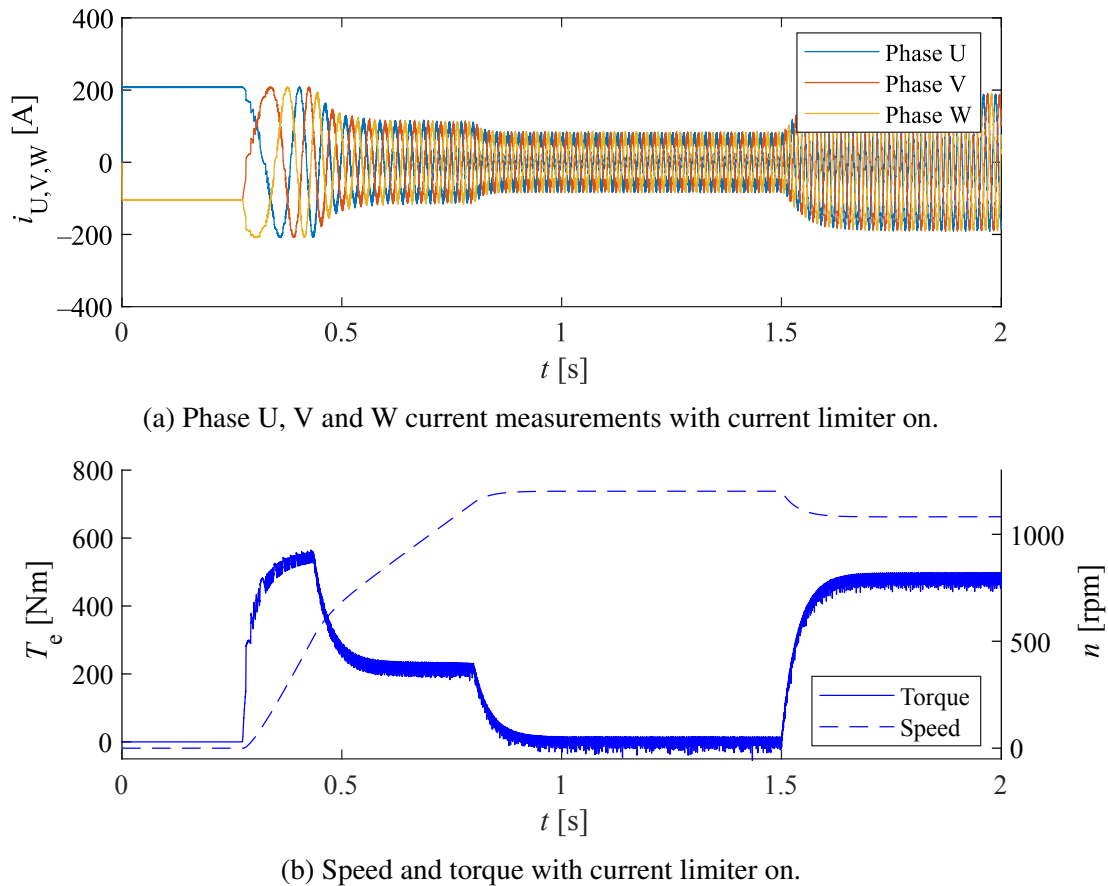 400
200
0
−200
−400
i_U,V,W [A]
Phase U
Phase V
Phase W
0 0.5 1 1.5 2
t [s]
(a) Phase U, V and W current measurements with current limiter on.
800
600
400
200
0
T_e [Nm]
1000
500
0
n [rpm]
Torque
Speed
0 0.5 1 1.5 2
t [s]
(b) Speed and torque with current limiter on.